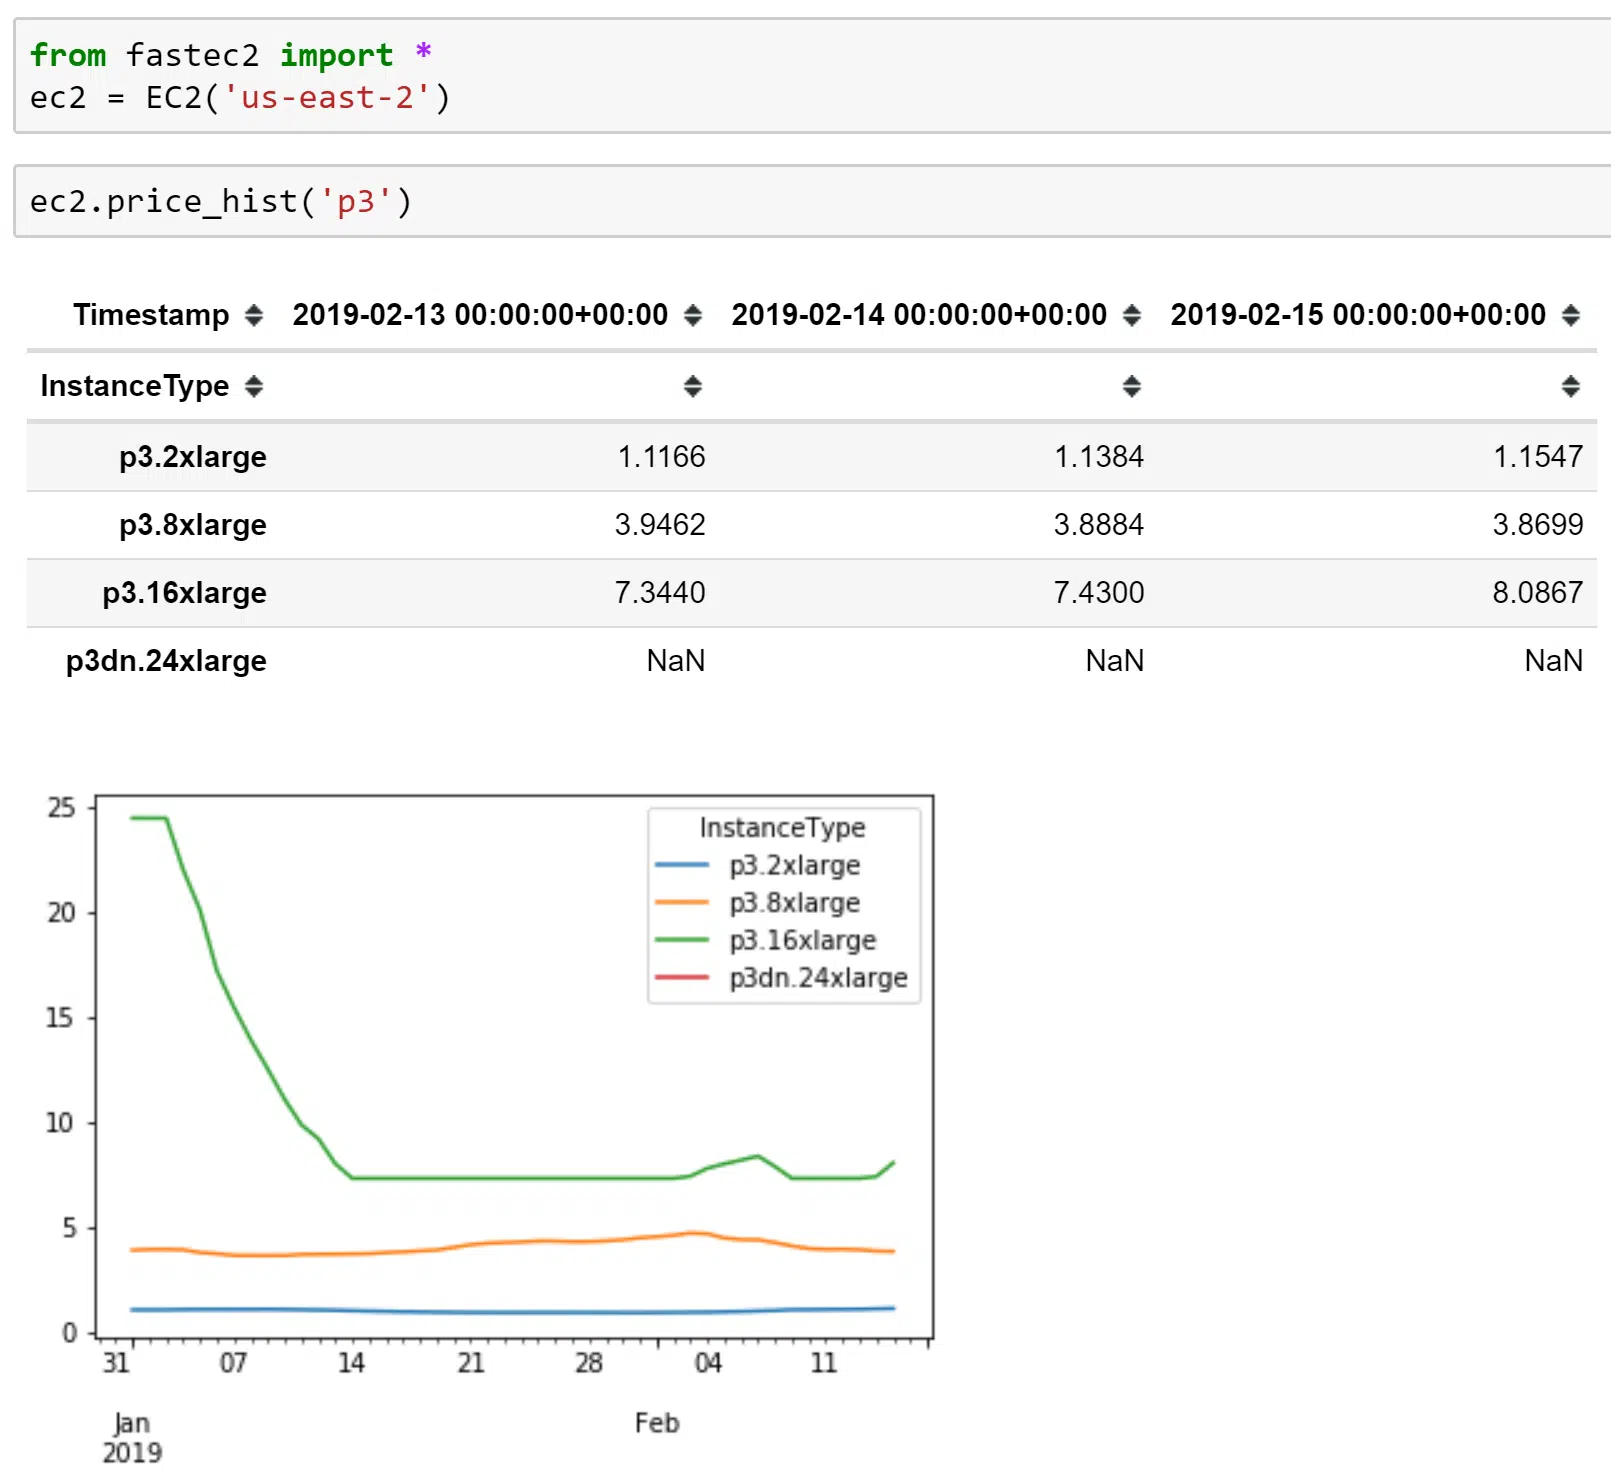 from fastec2 import *
ec2 = EC2('us-east-2')
ec2.price_hist('p3')
Timestamp 2019-02-13 00:00:00+00:00 2019-02-14 00:00:00+00:00 2019-02-15 00:00:00+00:00
InstanceType
p3.2xlarge 1.1166 1.1384 1.1547
p3.8xlarge 3.9462 3.8884 3.8699
p3.16xlarge 7.3440 7.4300 8.0867
p3dn.24xlarge NaN NaN NaN
25
20
15
10
5
0
InstanceType
p3.2xlarge
p3.8xlarge
p3.16xlarge
p3dn.24xlarge
31 07 14 21 28 04 11
Jan Feb
2019